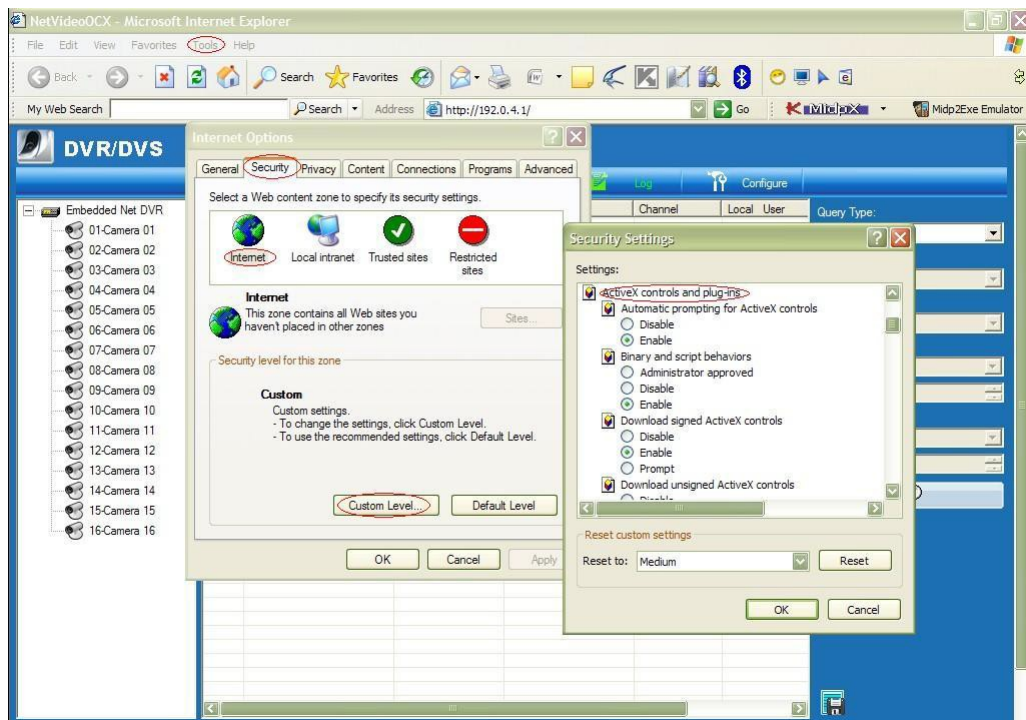 NetVideoOCX - Microsoft Internet Explorer
File Edit View Favorites Tools Help
Back Search Favorites
My Web Search Search Address http://192.0.4.1/ Go MidpX Midp2Exe Emulator
DVR/DVS
Log Configure
Channel Local User Query Type:
Embedded Net DVR
01-Camera 01
02-Camera 02
03-Camera 03
04-Camera 04
05-Camera 05
06-Camera 06
07-Camera 07
08-Camera 08
09-Camera 09
10-Camera 10
11-Camera 11
12-Camera 12
13-Camera 13
14-Camera 14
15-Camera 15
16-Camera 16
Internet Options
General Security Privacy Content Connections Programs Advanced
Select a Web content zone to specify its security settings.
Internet Local intranet Trusted sites Restricted
sites
Internet
This zone contains all Web sites you
haven't placed in other zones
Sites...
Security level for this zone
Custom
Custom settings.
- To change the settings, click Custom Level.
- To use the recommended settings, click Default Level.
Custom Level... Default Level
OK Cancel Apply
Security Settings
Settings:
ActiveX controls and plug-ins
Automatic prompting for ActiveX controls
Disable
Enable
Binary and script behaviors
Administrator approved
Disable
Enable
Download signed ActiveX controls
Disable
Enable
Prompt
Download unsigned ActiveX controls
Disable
Reset custom settings
Reset to: Medium Reset
OK Cancel